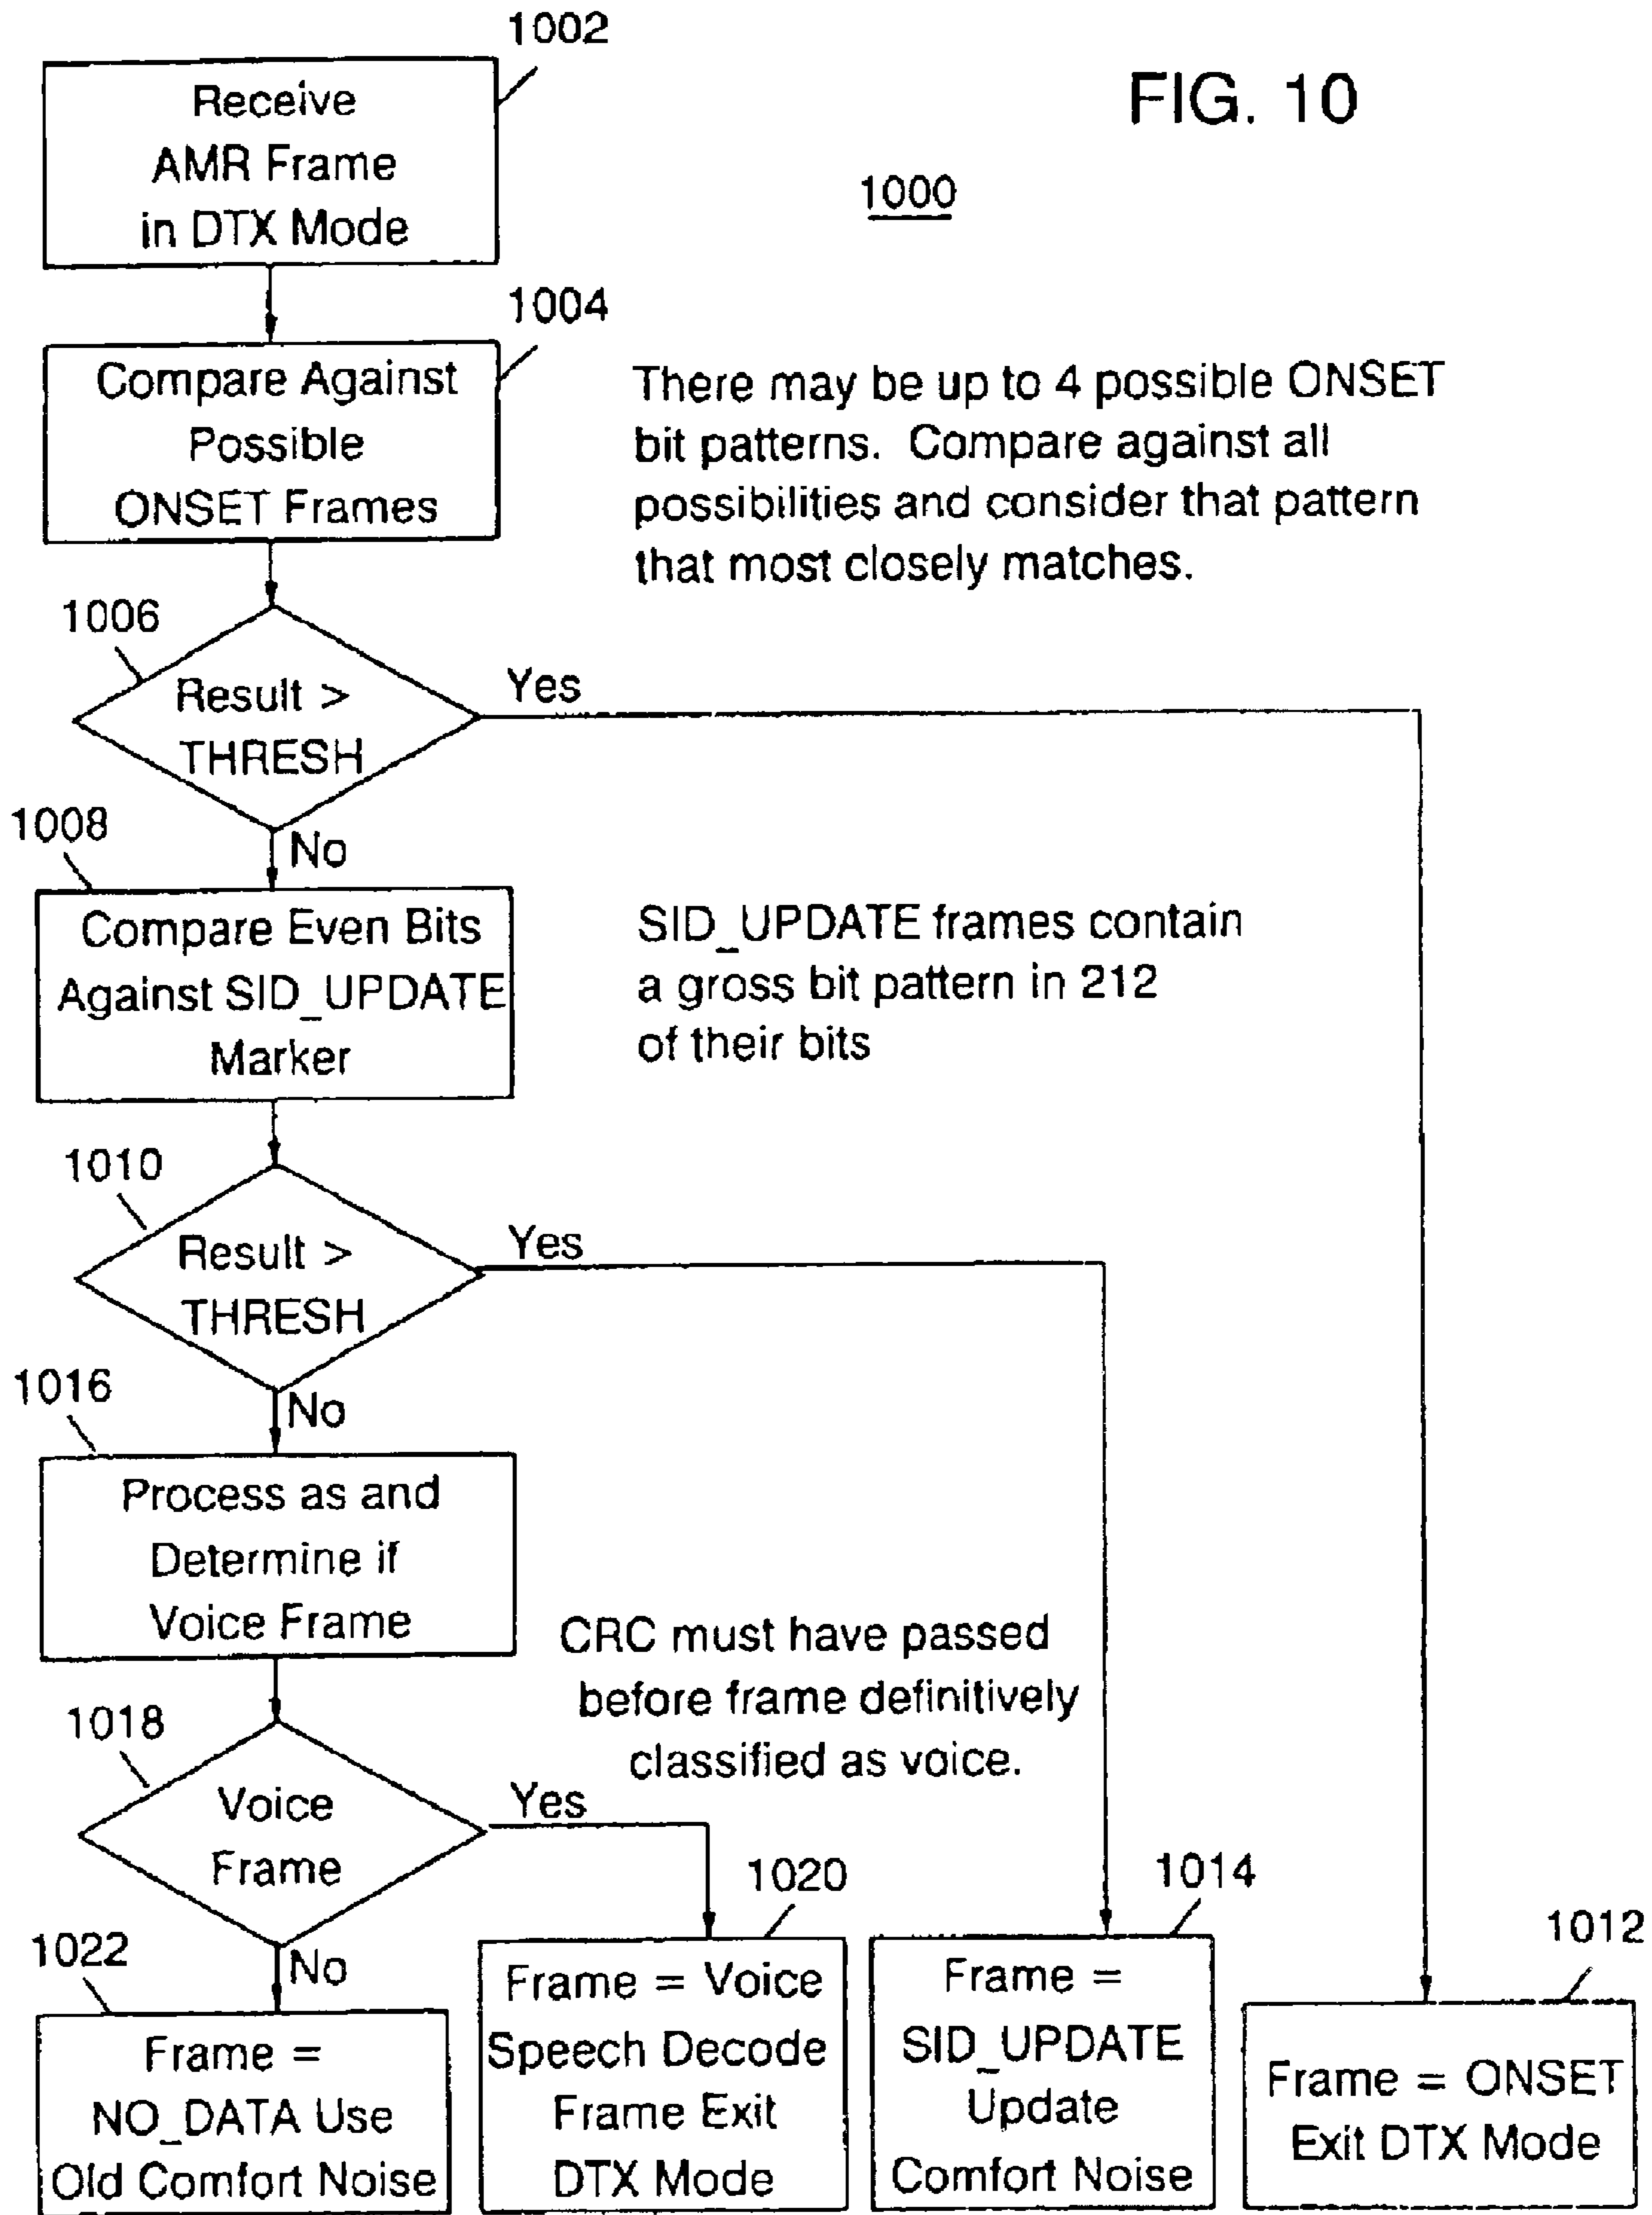 FIG. 10
1000
1002
Receive
AMR Frame
in DTX Mode
1004
Compare Against
Possible
ONSET Frames
There may be up to 4 possible ONSET
bit patterns. Compare against all
possibilities and consider that pattern
that most closely matches.
1006
Result >
THRESH
Yes
No
1008
Compare Even Bits
Against SID_UPDATE
Marker
SID_UPDATE frames contain
a gross bit pattern in 212
of their bits
1010
Result >
THRESH
Yes
No
1016
Process as and
Determine if
Voice Frame
CRC must have passed
before frame definitively
classified as voice.
1018
Voice
Frame
Yes
No
1022
Frame =
NO_DATA Use
Old Comfort Noise
1020
Frame = Voice
Speech Decode
Frame Exit
DTX Mode
1014
Frame =
SID_UPDATE
Update
Comfort Noise
1012
Frame = ONSET
Exit DTX Mode